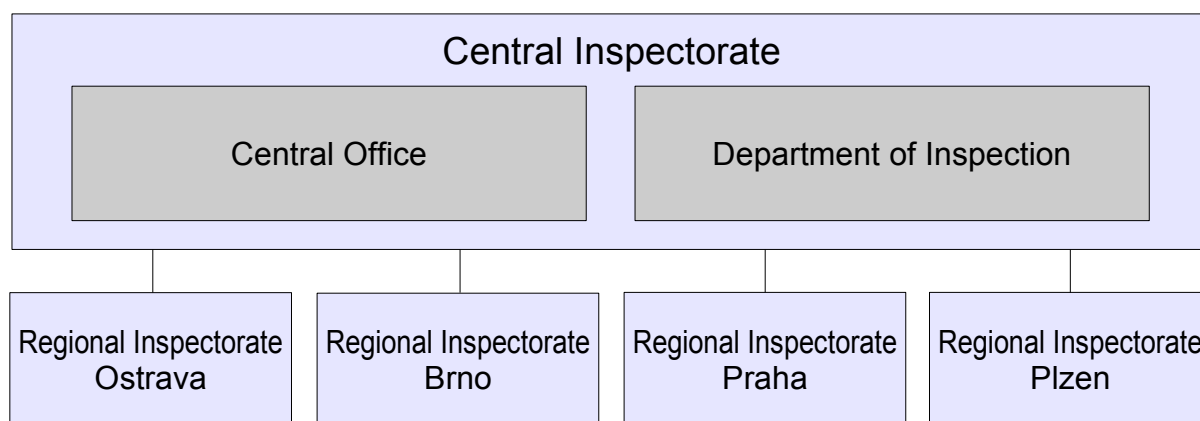 Central Inspectorate
Central Office
Department of Inspection
Regional Inspectorate
Ostrava
Regional Inspectorate
Brno
Regional Inspectorate
Praha
Regional Inspectorate
Plzen